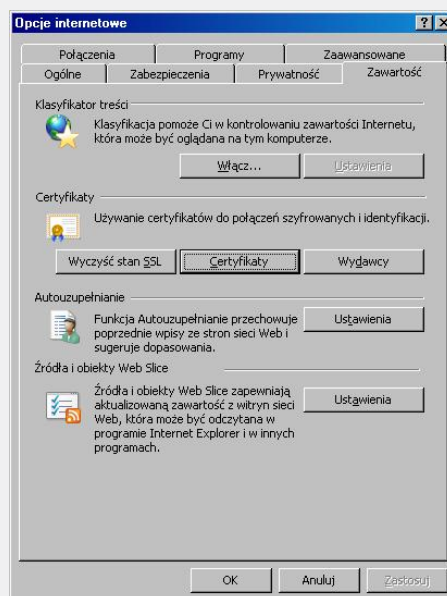 Opcje internetowe
Połączenia Programy Zaawansowane
Ogólne Zabezpieczenia Prywatność Zawartość
Klasyfikator treści
Klasyfikacja pomoże Ci w kontrolowaniu zawartości Internetu,
która może być oglądana na tym komputerze.
Włącz... Ustawienia
Certyfikaty
Używanie certyfikatów do połączeń szyfrowanych i identyfikacji.
Wyczyść stan SSL Certyfikaty Wydawcy
Autouzupełnianie
Funkcja Autouzupełnianie przechowuje
poprzednie wpisy ze stron sieci Web i
sugeruje dopasowania.
Ustawienia
Źródła i obiekty Web Slice
Źródła i obiekty Web Slice zapewniają
aktualizowaną zawartość z witryn sieci
Web, która może być odczytana w
programie Internet Explorer i w innych
programach.
Ustawienia
OK Anuluj Zastosuj